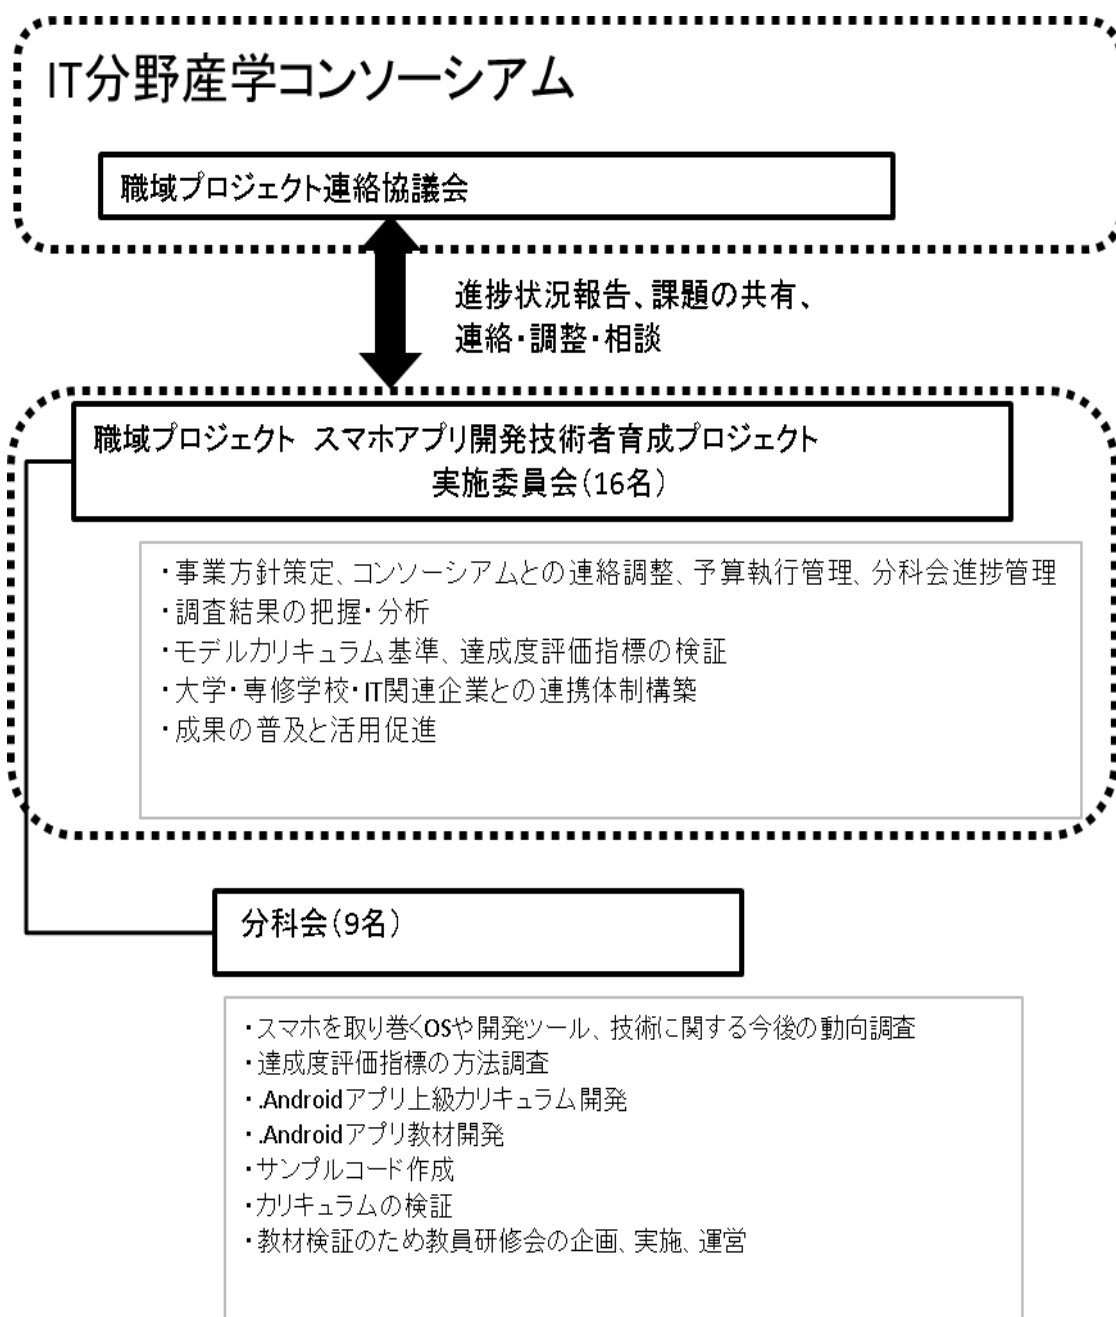 IT分野産学コンソーシアム
職域プロジェクト連絡協議会
進捗状況報告、課題の共有、
連絡・調整・相談
職域プロジェクト スマホアプリ開発技術者育成プロジェクト
実施委員会(16名)
・事業方針策定、コンソーシアムとの連絡調整、予算執行管理、分科会進捗管理
・調査結果の把握・分析
・モデルカリキュラム基準、達成度評価指標の検証
・大学・専修学校・IT関連企業との連携体制構築
・成果の普及と活用促進
分科会(9名)
・スマホを取り巻くOSや開発ツール、技術に関する今後の動向調査
・達成度評価指標の方法調査
・.Androidアプリ上級カリキュラム開発
・.Androidアプリ教材開発
・サンプルコード作成
・カリキュラムの検証
・教材検証のため教員研修会の企画、実施、運営